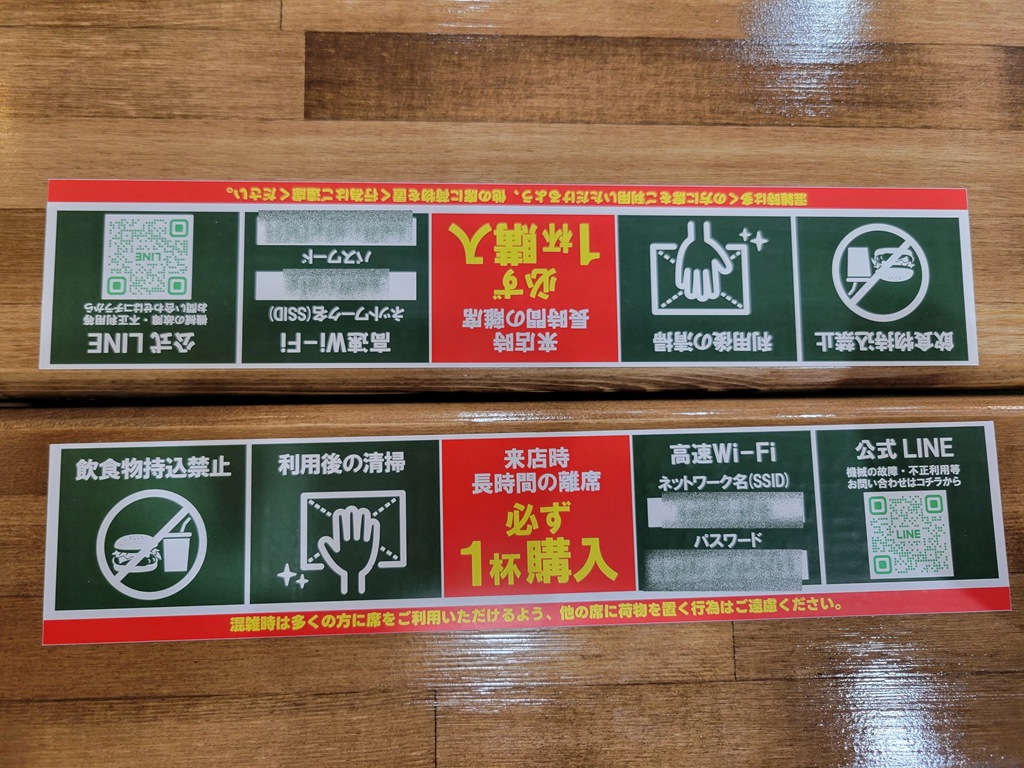 混雑時は多くの方に席をご利用いただけるよう、他の席に荷物を置く行為はご遠慮ください。
飲食物持込禁止
利用後の清掃
来店時
長時間の離席
必ず
1杯購入
高速Wi-Fi
ネットワーク名(SSID)
パスワード
公式 LINE
機械の故障・不正利用等
お問い合わせはコチラから
LINE
飲食物持込禁止
利用後の清掃
来店時
長時間の離席
必ず
1杯購入
高速Wi-Fi
ネットワーク名(SSID)
パスワード
公式 LINE
機械の故障・不正利用等
お問い合わせはコチラから
LINE
混雑時は多くの方に席をご利用いただけるよう、他の席に荷物を置く行為はご遠慮ください。